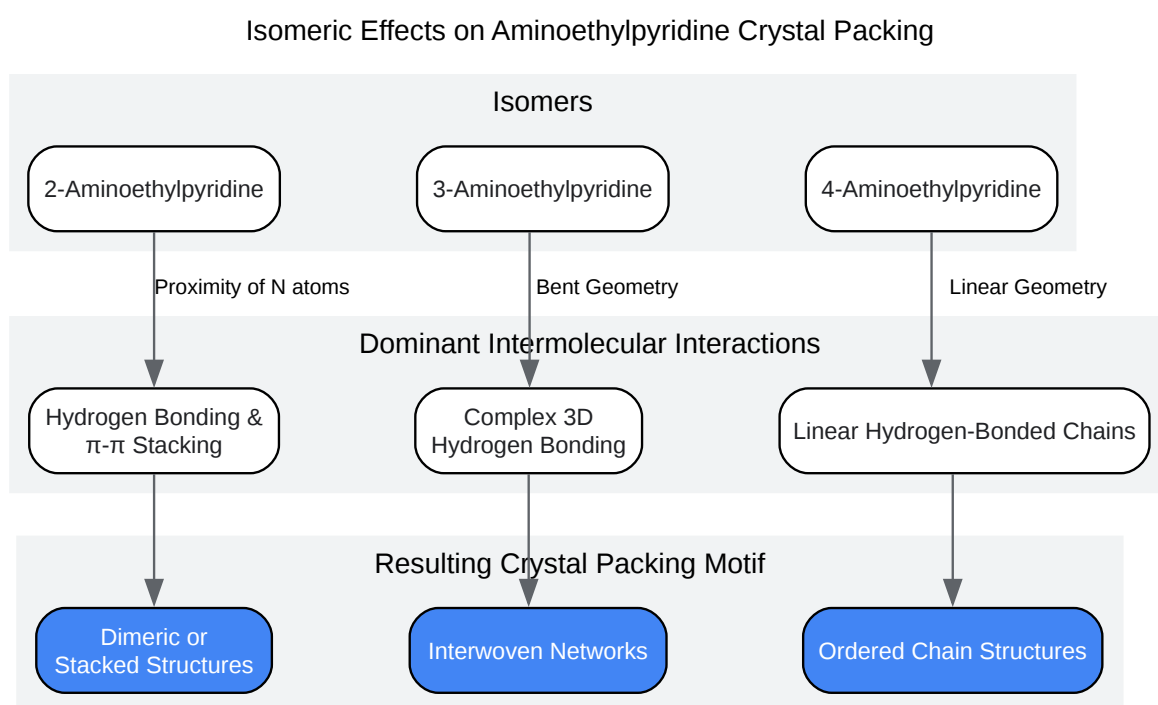 Isomeric Effects on Aminoethylpyridine Crystal Packing
Isomers
2-Aminoethylpyridine
3-Aminoethylpyridine
4-Aminoethylpyridine
Proximity of N atoms
Bent Geometry
Linear Geometry
Dominant Intermolecular Interactions
Hydrogen Bonding &
π-π Stacking
Complex 3D
Hydrogen Bonding
Linear Hydrogen-Bonded Chains
Resulting Crystal Packing Motif
Dimeric or
Stacked Structures
Interwoven Networks
Ordered Chain Structures